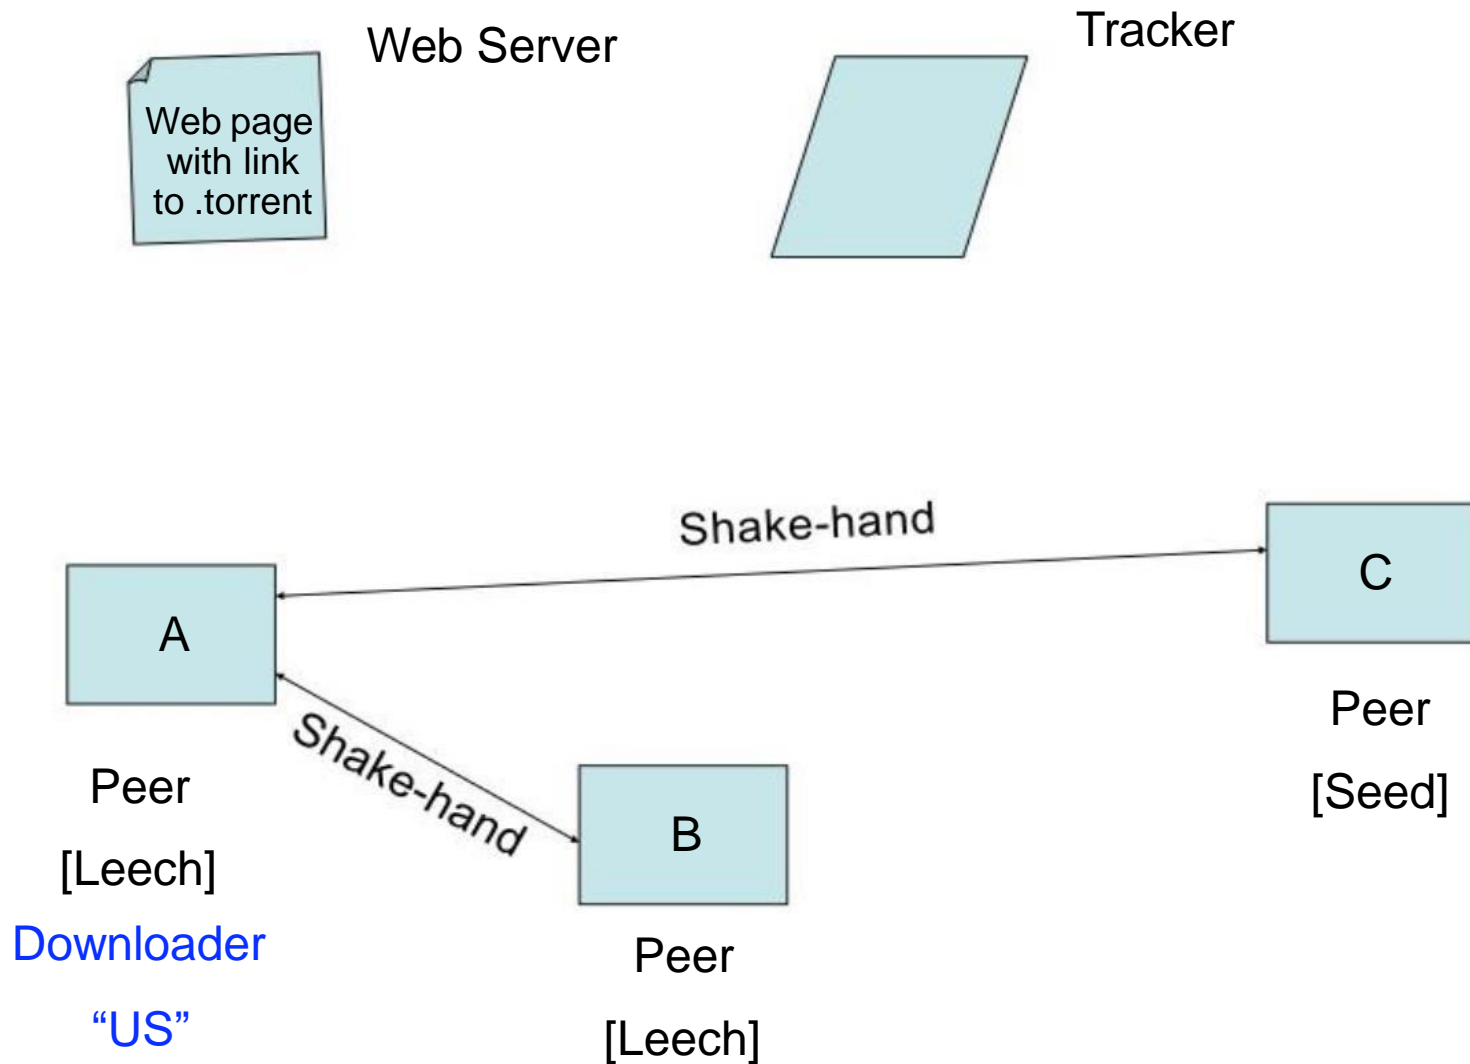 Web Server
Tracker
Web page
with link
to .torrent
Shake-hand
C
A
Peer
[Seed]
Shake-hand
Peer
[Leech]
Downloader
“US”
B
Peer
[Leech]